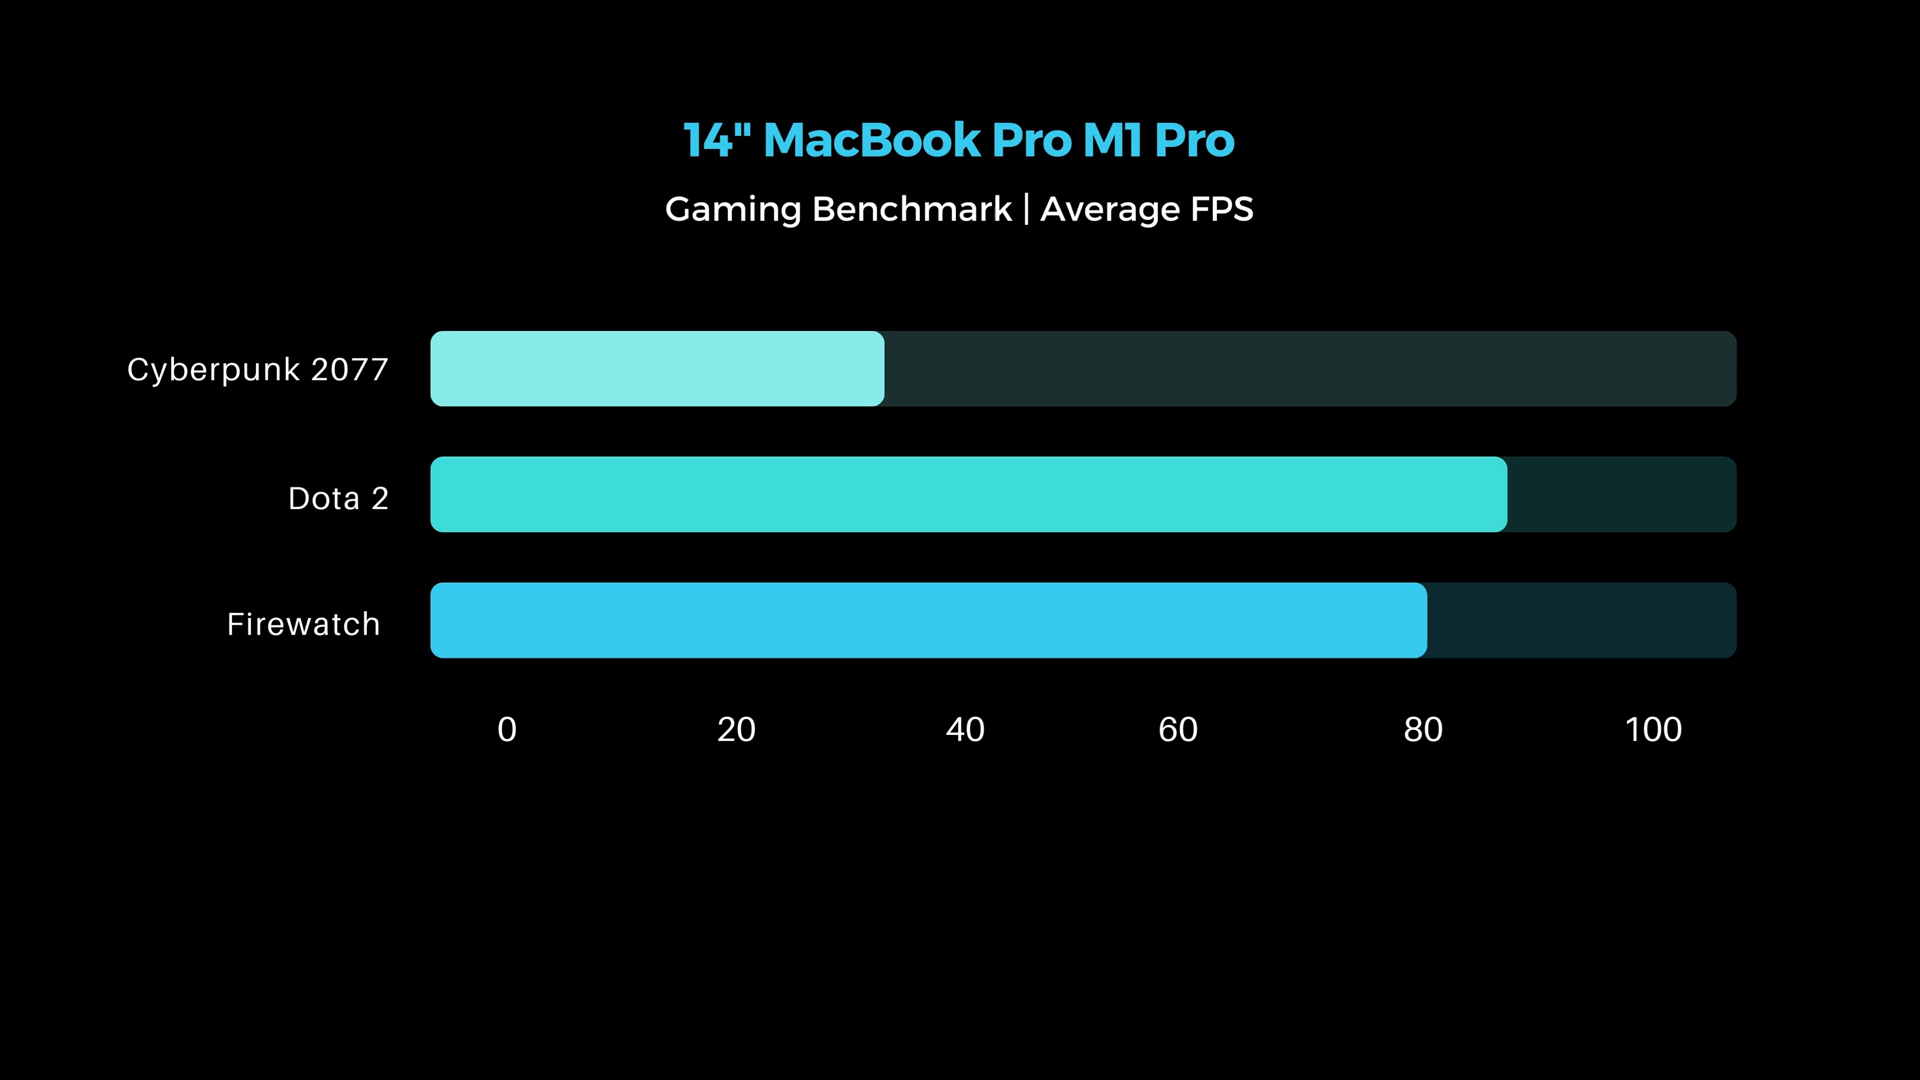 14" MacBook Pro M1 Pro
Gaming Benchmark | Average FPS
Cyberpunk 2077
Dota 2
Firewatch
0 20 40 60 80 100